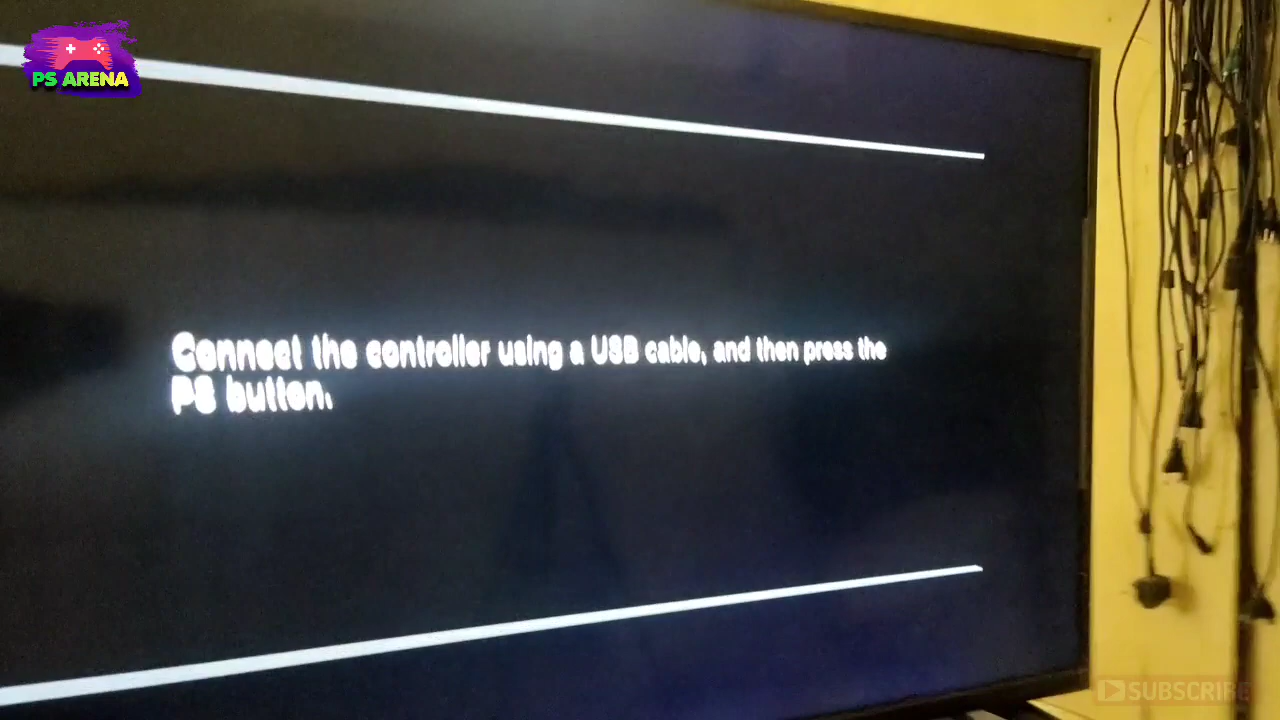 PS ARENA
Connect the controller using a USB cable, and then press the
PS button.
SUBSCRIBE